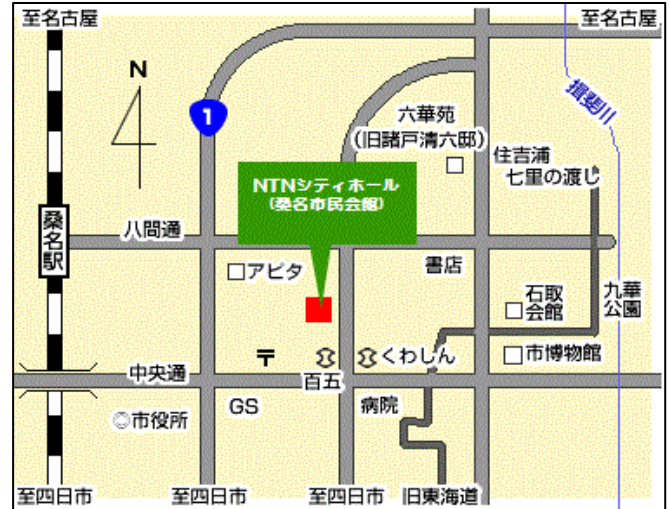 至名古屋
至名古屋
N
1
揖斐川
六華苑
(旧諸戸清六邸)
住吉浦
七里の渡し
NTNシティホール
(桑名市民会館)
桑名駅
八間通
アピタ
書店
石取
会館
九華
公園
〒
くわしん
市博物館
中央通
百五
◎市役所
GS
病院
至四日市
至四日市
至四日市
旧東海道